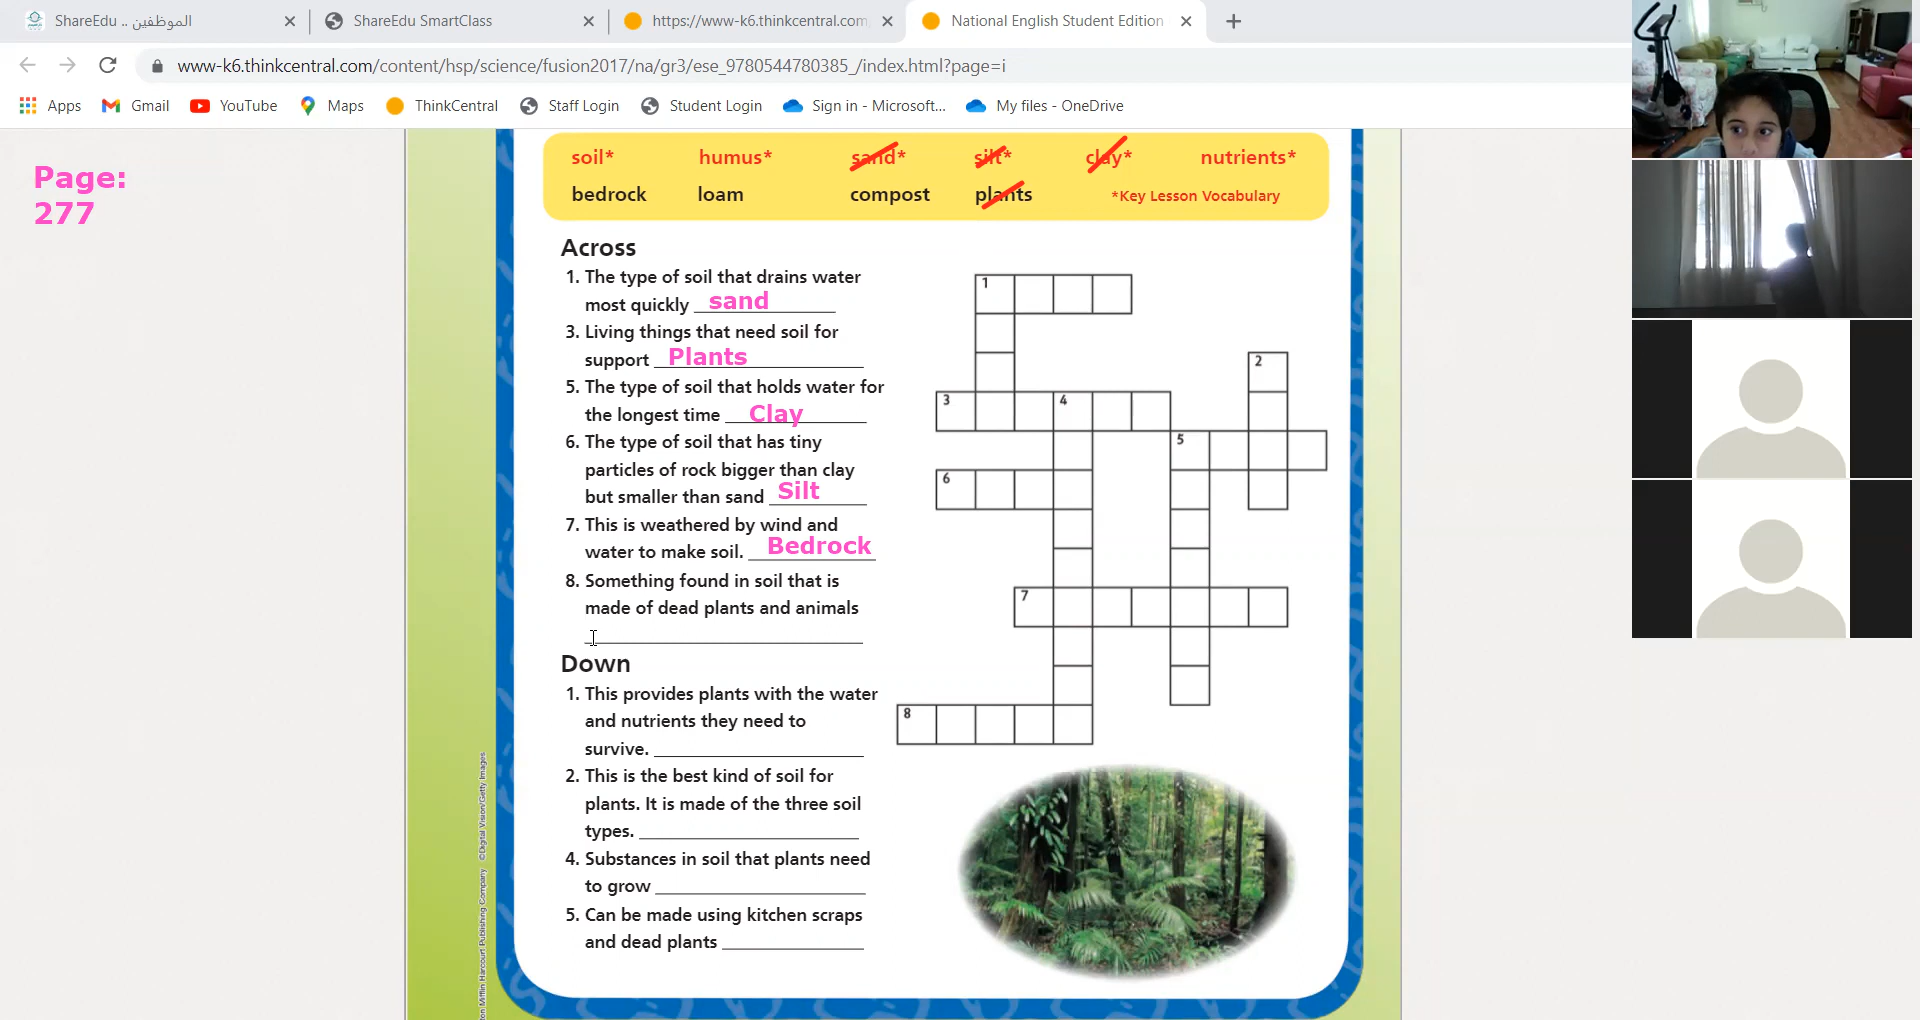 ShareEdu .. الموظفين
ShareEdu SmartClass
https://www-k6.thinkcentral.com
National English Student Edition
www-k6.thinkcentral.com/content/hsp/science/fusion2017/na/gr3/ese_9780544780385_/index.html?page=i
Apps Gmail YouTube Maps ThinkCentral Staff Login Student Login Sign in - Microsoft... My files - OneDrive
Page:
277
soil* humus* sand* silt* clay* nutrients*
bedrock loam compost plants *Key Lesson Vocabulary
Across
1. The type of soil that drains water
most quickly sand
3. Living things that need soil for
support Plants
5. The type of soil that holds water for
the longest time Clay
6. The type of soil that has tiny
particles of rock bigger than clay
but smaller than sand Silt
7. This is weathered by wind and
water to make soil. Bedrock
8. Something found in soil that is
made of dead plants and animals
Down
1. This provides plants with the water
and nutrients they need to
survive.
2. This is the best kind of soil for
plants. It is made of the three soil
types.
4. Substances in soil that plants need
to grow
5. Can be made using kitchen scraps
and dead plants
1
2
3 4
5
6
7
8
Mifflin Harcourt Publishing Company ©Digital Vision/Getty Images